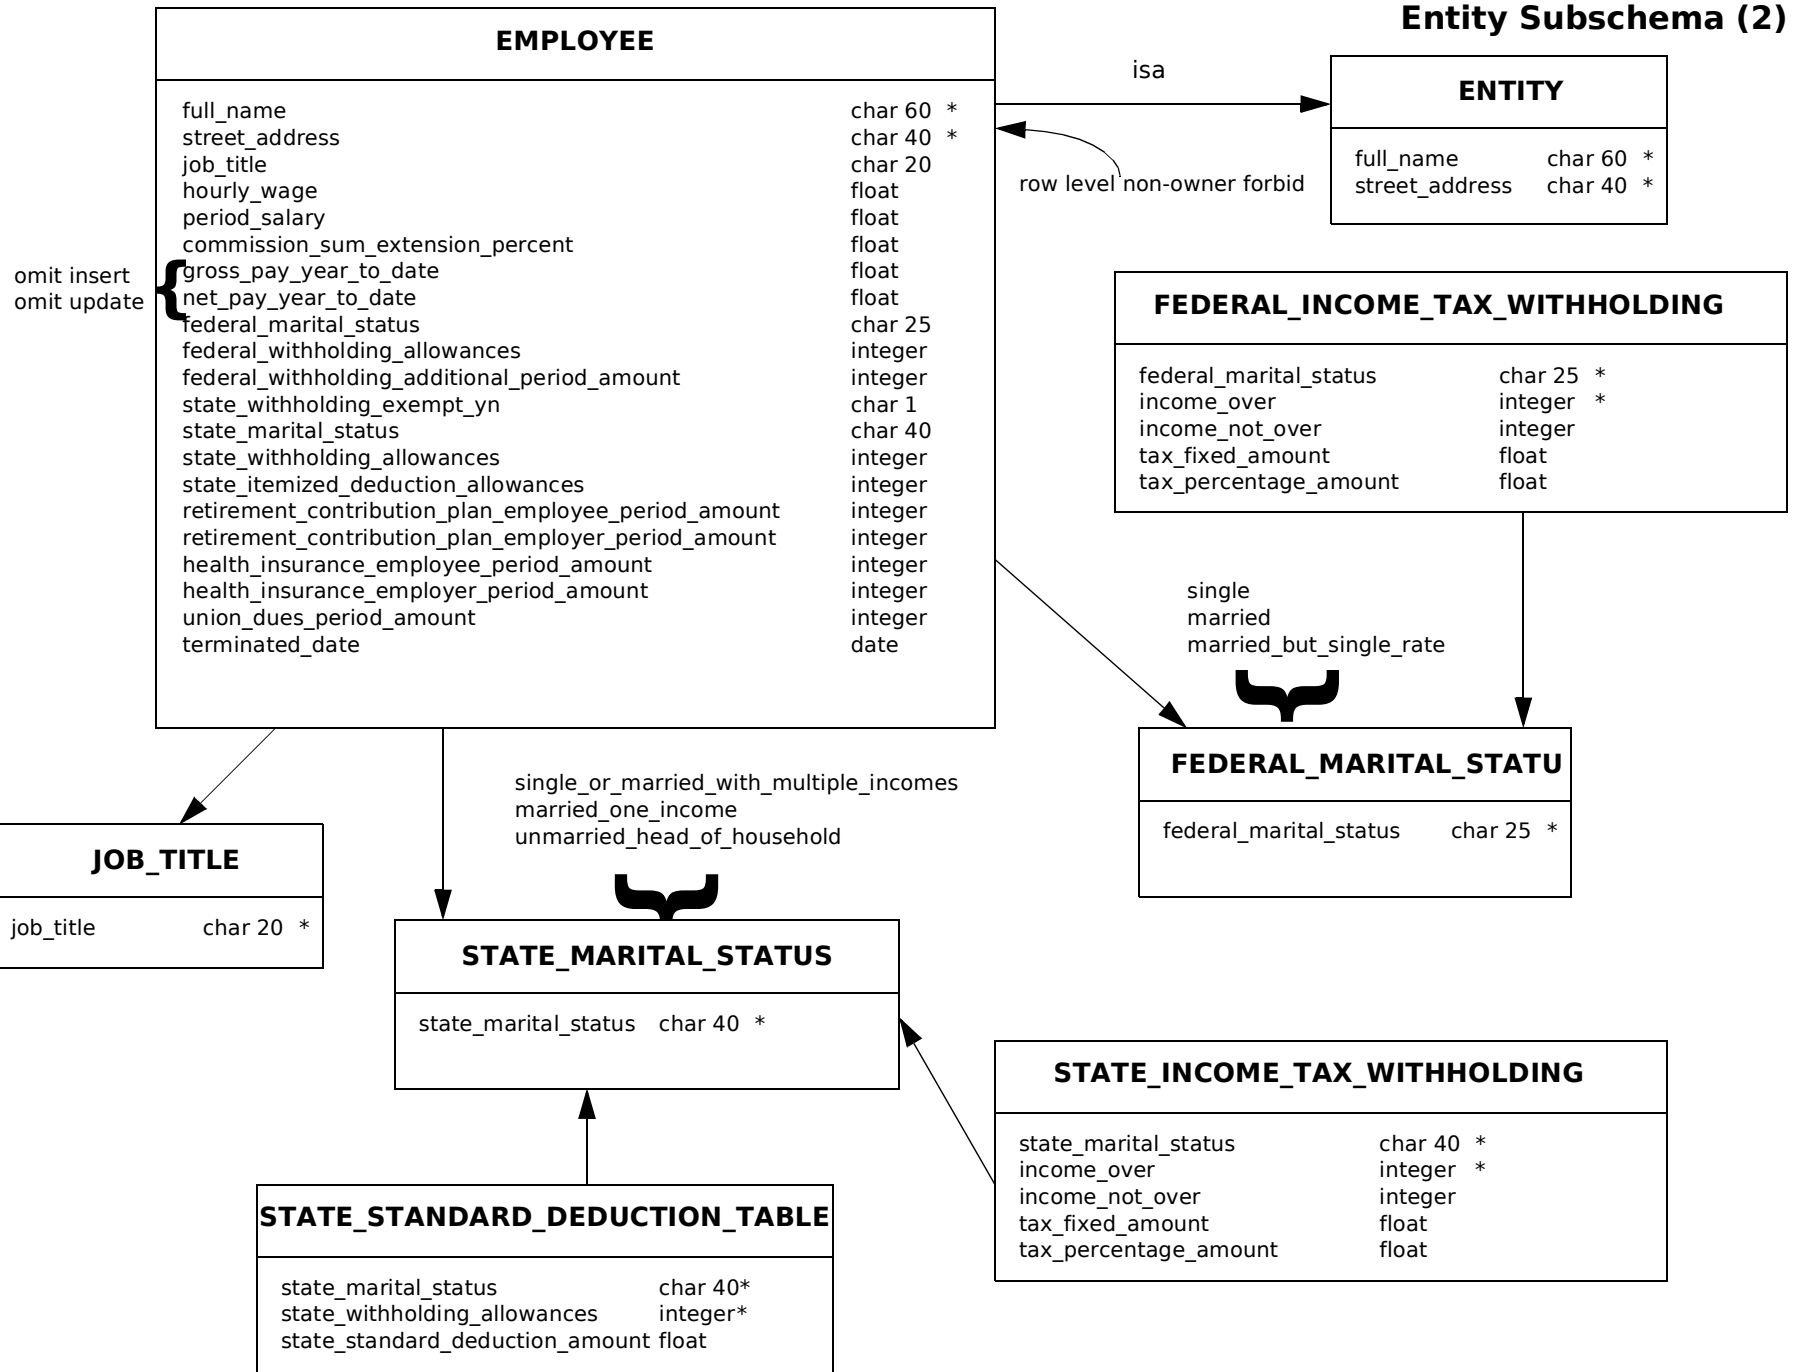 Entity Subschema (2)
EMPLOYEE
full_name char 60 *
street_address char 40 *
job_title char 20
hourly_wage float
period_salary float
commission_sum_extension_percent float
gross_pay_year_to_date float
net_pay_year_to_date float
federal_marital_status char 25
federal_withholding_allowances integer
federal_withholding_additional_period_amount integer
state_withholding_exempt_yn char 1
state_marital_status char 40
state_withholding_allowances integer
state_itemized_deduction_allowances integer
retirement_contribution_plan_employee_period_amount integer
retirement_contribution_plan_employer_period_amount integer
health_insurance_employee_period_amount integer
health_insurance_employer_period_amount integer
union_dues_period_amount integer
terminated_date date
omit insert
omit update
{
isa
row level non-owner forbid
ENTITY
full_name char 60 *
street_address char 40 *
FEDERAL_INCOME_TAX_WITHHOLDING
federal_marital_status char 25 *
income_over integer *
income_not_over integer
tax_fixed_amount float
tax_percentage_amount float
single
married
married_but_single_rate
}
FEDERAL_MARITAL_STATU
federal_marital_status char 25 *
JOB_TITLE
job_title char 20 *
single_or_married_with_multiple_incomes
married_one_income
unmarried_head_of_household
}
STATE_MARITAL_STATUS
state_marital_status char 40 *
STATE_INCOME_TAX_WITHHOLDING
state_marital_status char 40 *
income_over integer *
income_not_over integer
tax_fixed_amount float
tax_percentage_amount float
STATE_STANDARD_DEDUCTION_TABLE
state_marital_status char 40*
state_withholding_allowances integer*
state_standard_deduction_amount float